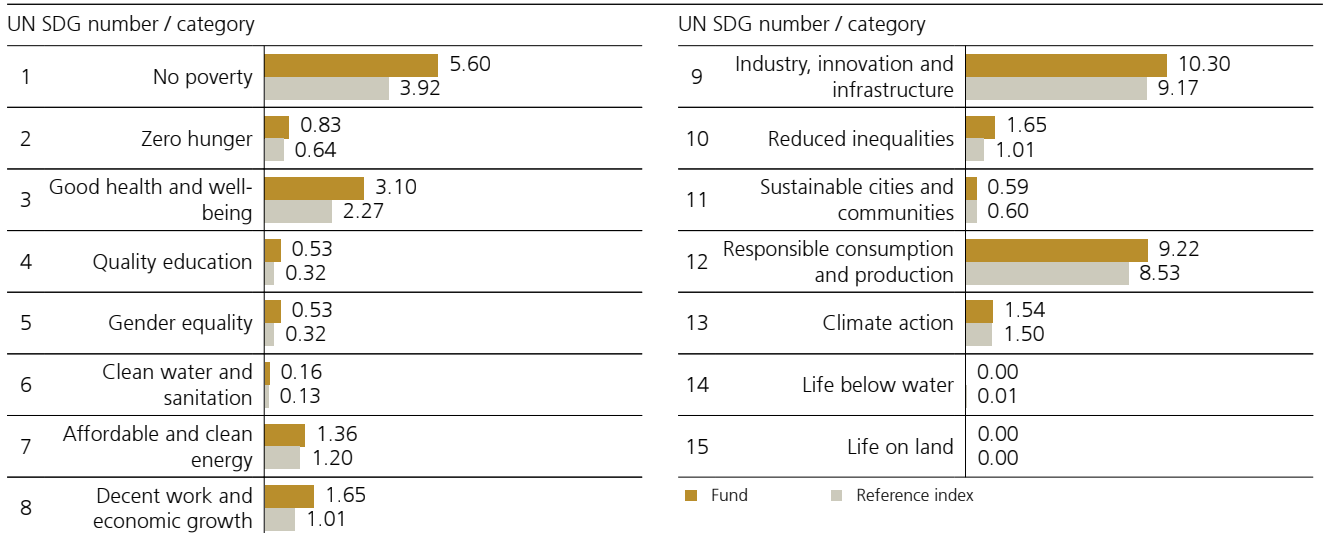 UN SDG number / category
1
No poverty
5.60
3.92
2
Zero hunger
0.83
0.64
3
Good health and well-
being
3.10
2.27
4
Quality education
0.53
0.32
5
Gender equality
0.53
0.32
6
Clean water and
sanitation
0.16
0.13
7
Affordable and clean
energy
1.36
1.20
8
Decent work and
economic growth
1.65
1.01
UN SDG number / category
9
Industry, innovation and
infrastructure
10.30
9.17
10
Reduced inequalities
1.65
1.01
11
Sustainable cities and
communities
0.59
0.60
12
Responsible consumption
and production
9.22
8.53
13
Climate action
1.54
1.50
14
Life below water
0.00
0.01
15
Life on land
0.00
0.00
Fund
Reference index